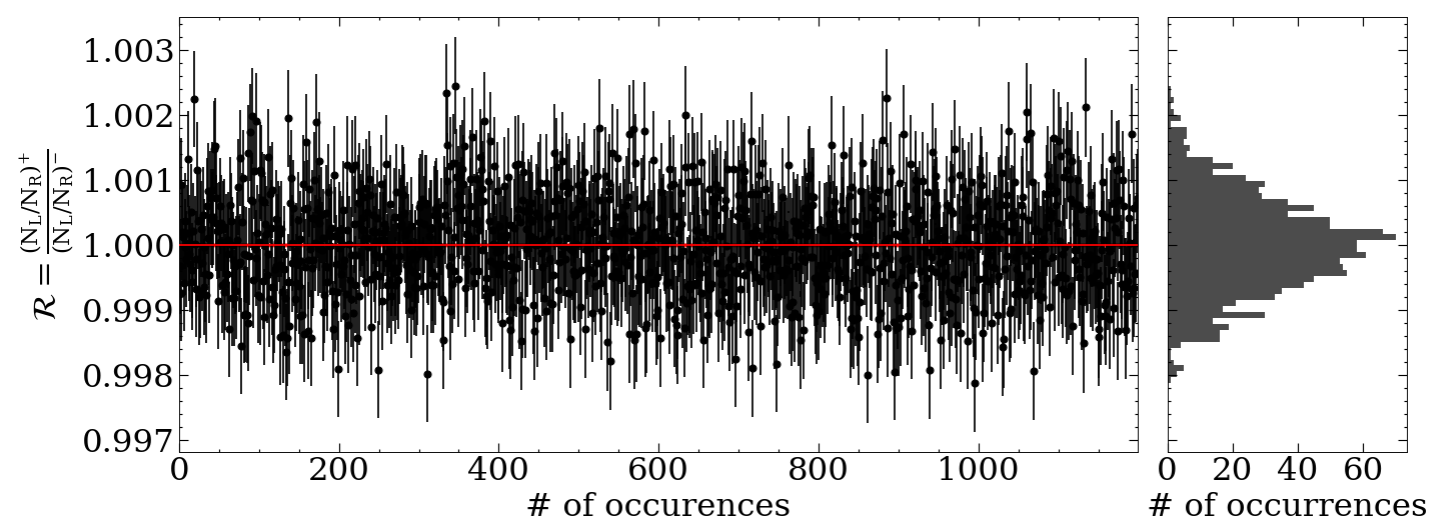 1.003
1.002
1.001
1.000
0.999
0.998
0.997
ℛ = (N_L/N_R)⁺ / (N_L/N_R)⁻
0 200 400 600 800 1000
# of occurences
0 20 40 60
# of occurrences